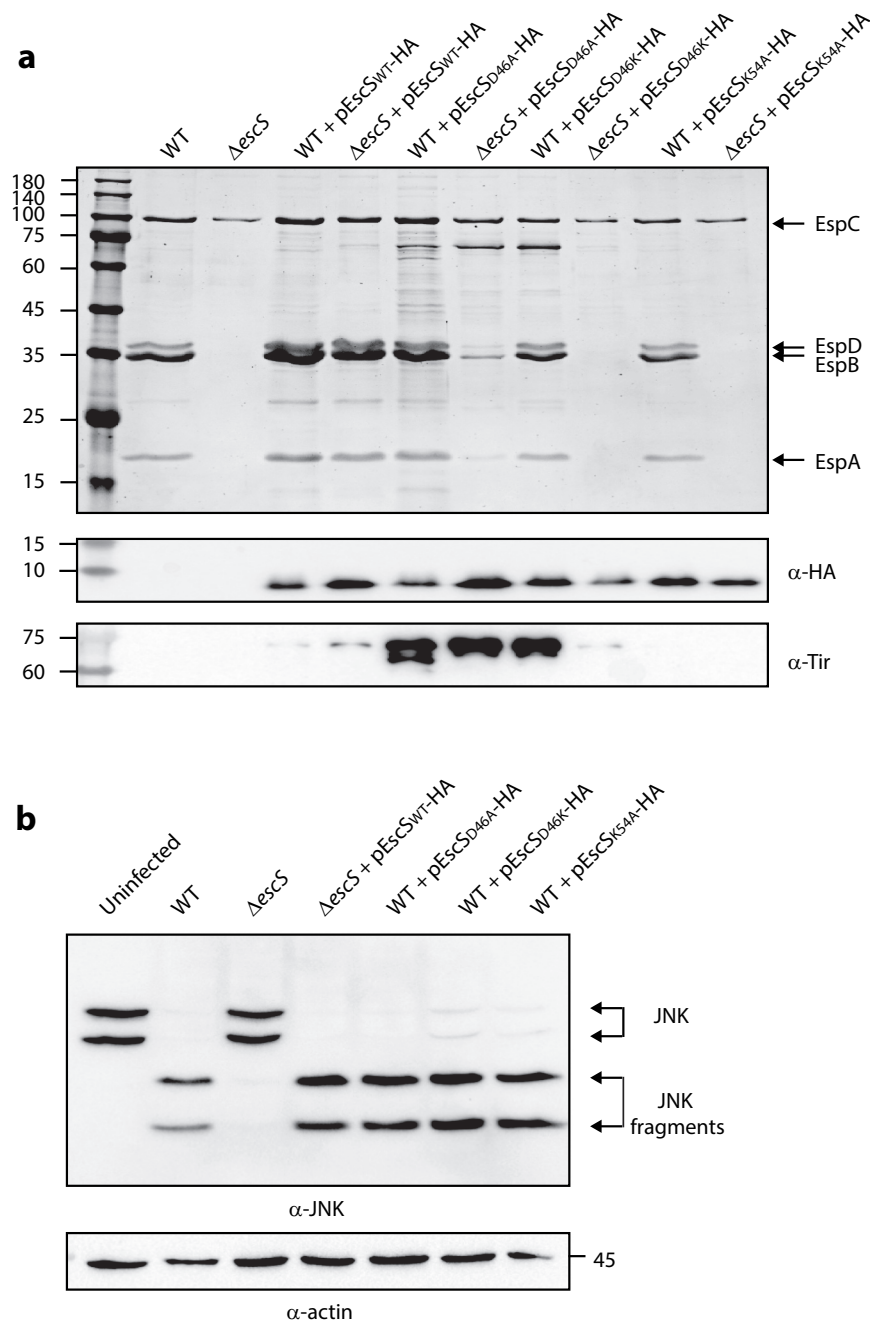 a
WT
ΔescS
WT + pEscSWT-HA
ΔescS + pEscSWT-HA
WT + pEscSD46A-HA
ΔescS + pEscSD46A-HA
WT + pEscSD46K-HA
ΔescS + pEscSD46K-HA
WT + pEscSK54A-HA
ΔescS + pEscSK54A-HA
180
140
100
75
60
45
35
25
15
EspC
EspD
EspB
EspA
15
10
α-HA
75
60
α-Tir
b
Uninfected
WT
ΔescS
ΔescS + pEscSWT-HA
WT + pEscSD46A-HA
WT + pEscSD46K-HA
WT + pEscSK54A-HA
JNK
JNK
fragments
α-JNK
45
α-actin